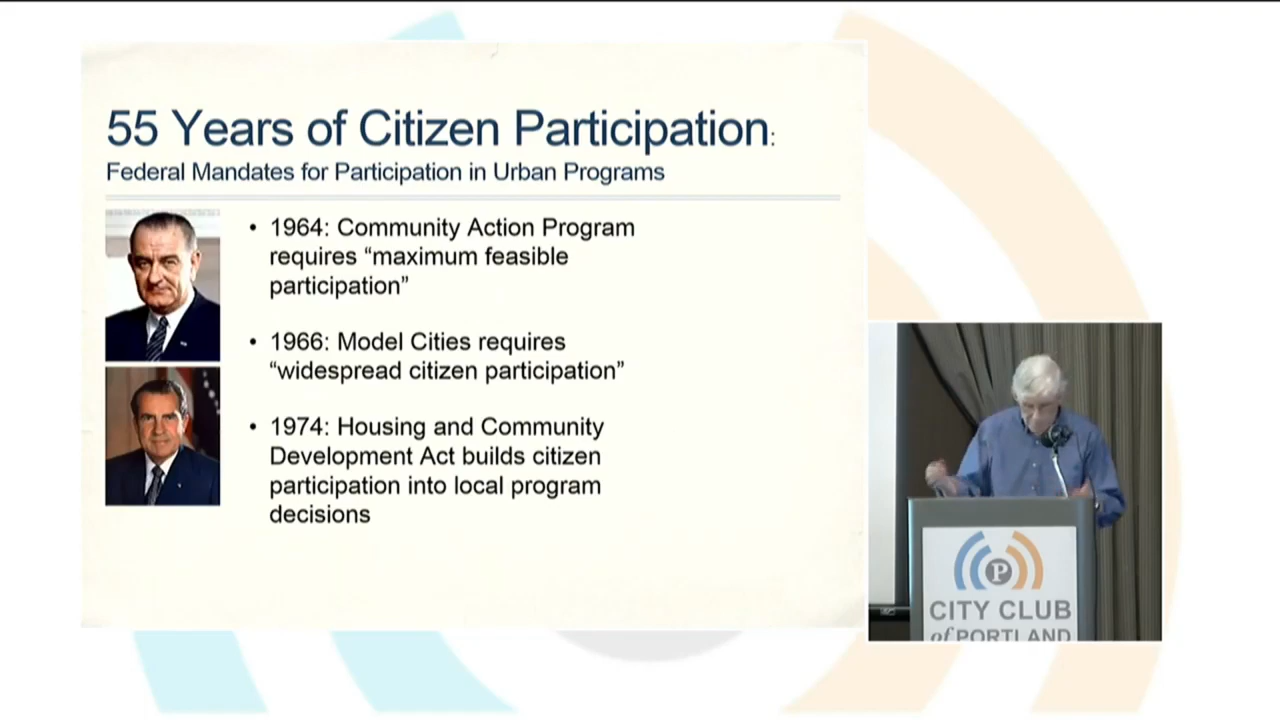 55 Years of Citizen Participation:
Federal Mandates for Participation in Urban Programs
• 1964: Community Action Program
requires “maximum feasible
participation”
• 1966: Model Cities requires
“widespread citizen participation”
• 1974: Housing and Community
Development Act builds citizen
participation into local program
decisions
P
CITY CLUB
of PORTLAND